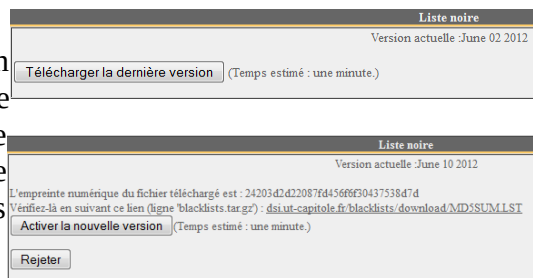 Liste noire
Version actuelle :June 02 2012
Télécharger la dernière version (Temps estimé : une minute.)
Liste noire
Version actuelle :June 10 2012
L'empreinte numérique du fichier téléchargé est : 24203d2d22087fd456f6f30437538d7d
Vérifiez-là en suivant ce lien (ligne 'blacklists.tar.gz') : dsi.ut-capitole.fr/blacklists/download/MD5SUM.LST
Activer la nouvelle version (Temps estimé : une minute.)
Rejeter